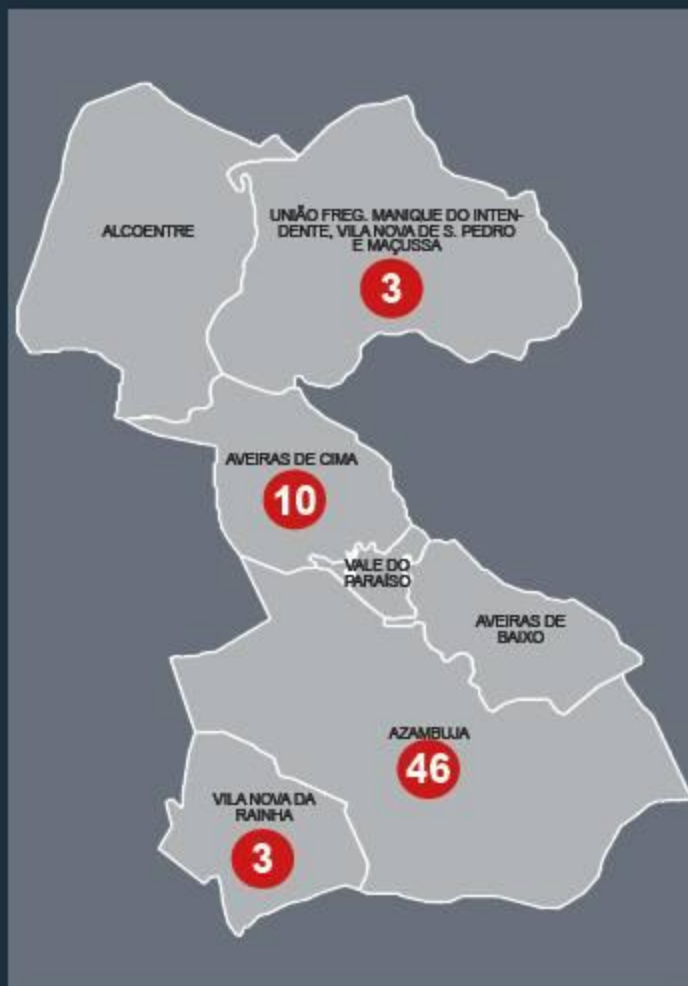 ALCOENTRE
UNIÃO FREG. MANIQUE DO INTEN-
DENTE, VILA NOVA DE S. PEDRO
E MAÇUSSA
3
AVEIRAS DE CIMA
10
VALE DO
PARAÍSO
AVEIRAS DE
BAIXO
AZAMBUJA
46
VILA NOVA DA
RAINHA
3